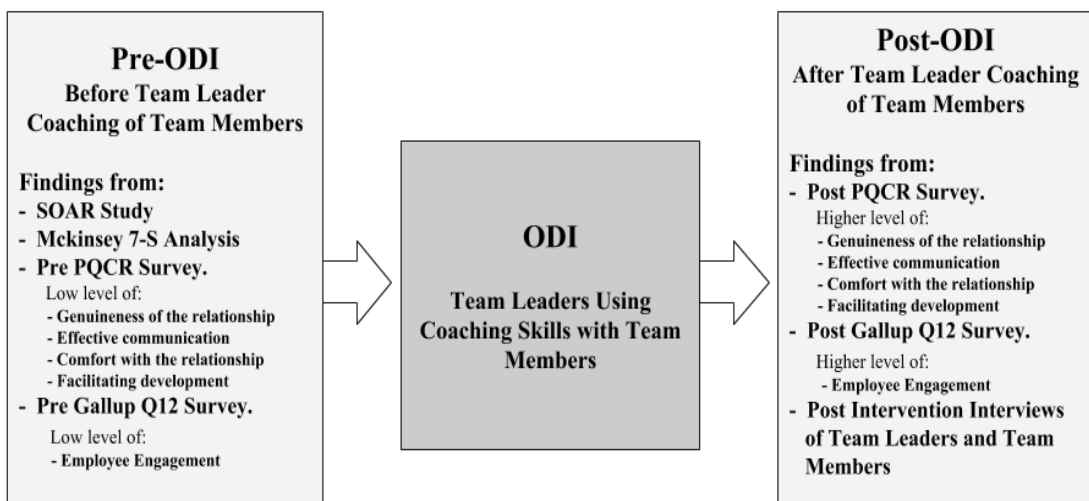 Pre-ODI
Before Team Leader
Coaching of Team Members
Findings from:
- SOAR Study
- Mckinsey 7-S Analysis
- Pre PQCR Survey.
Low level of:
- Genuineness of the relationship
- Effective communication
- Comfort with the relationship
- Facilitating development
- Pre Gallup Q12 Survey.
Low level of:
- Employee Engagement
ODI
Team Leaders Using
Coaching Skills with Team
Members
Post-ODI
After Team Leader Coaching
of Team Members
Findings from:
- Post PQCR Survey.
Higher level of:
- Genuineness of the relationship
- Effective communication
- Comfort with the relationship
- Facilitating development
- Post Gallup Q12 Survey.
Higher level of:
- Employee Engagement
- Post Intervention Interviews
of Team Leaders and Team
Members